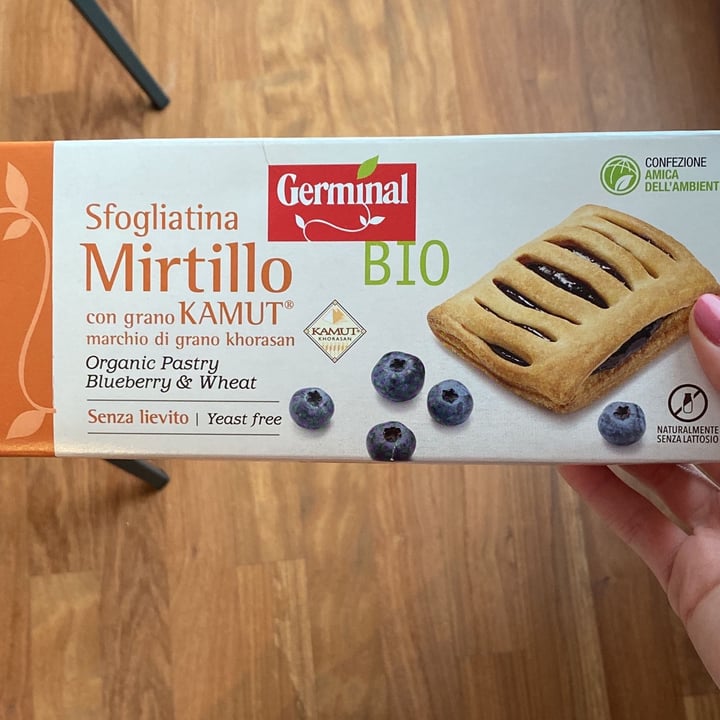 Germinal
BIO
Sfogliatina
Mirtillo
con grano KAMUT®
marchio di grano khorasan
Organic Pastry
Blueberry & Wheat
Senza lievito | Yeast free
KAMUT
KHORASAN
CONFEZIONE
AMICA
DELL'AMBIENT
NATURALMENTE
SENZA LATTOSIO